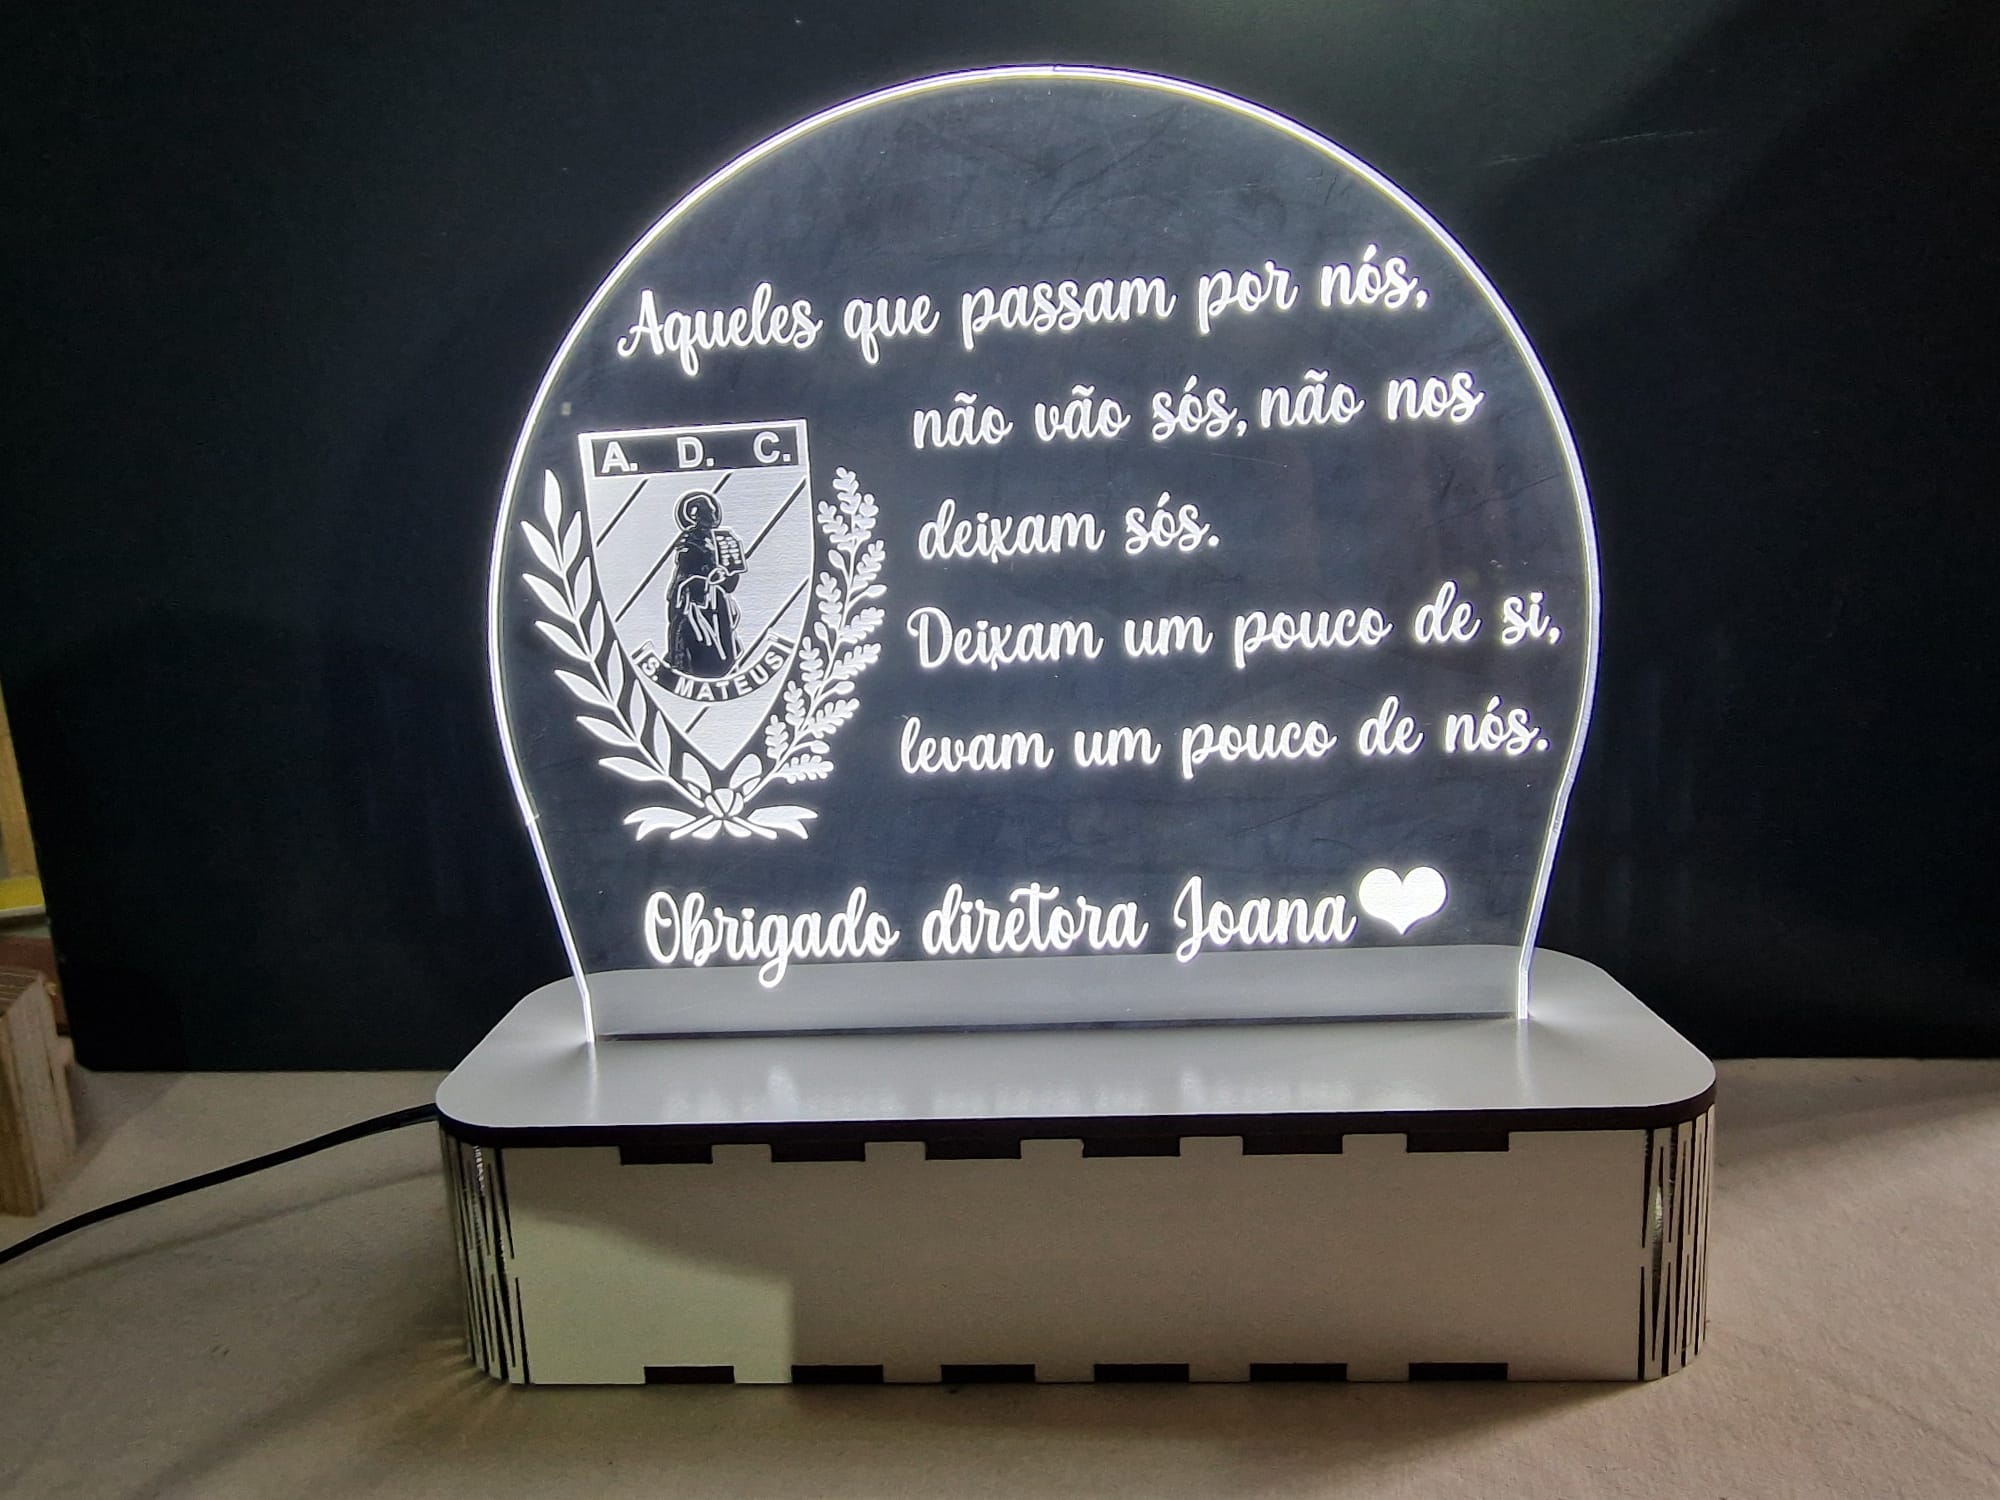 Aqueles que passam por nós,
não vão sós, não nos
deixam sós.
Deixam um pouco de si,
levam um pouco de nós.
A. D. C.
S. MATEUS
Obrigado diretora Joana